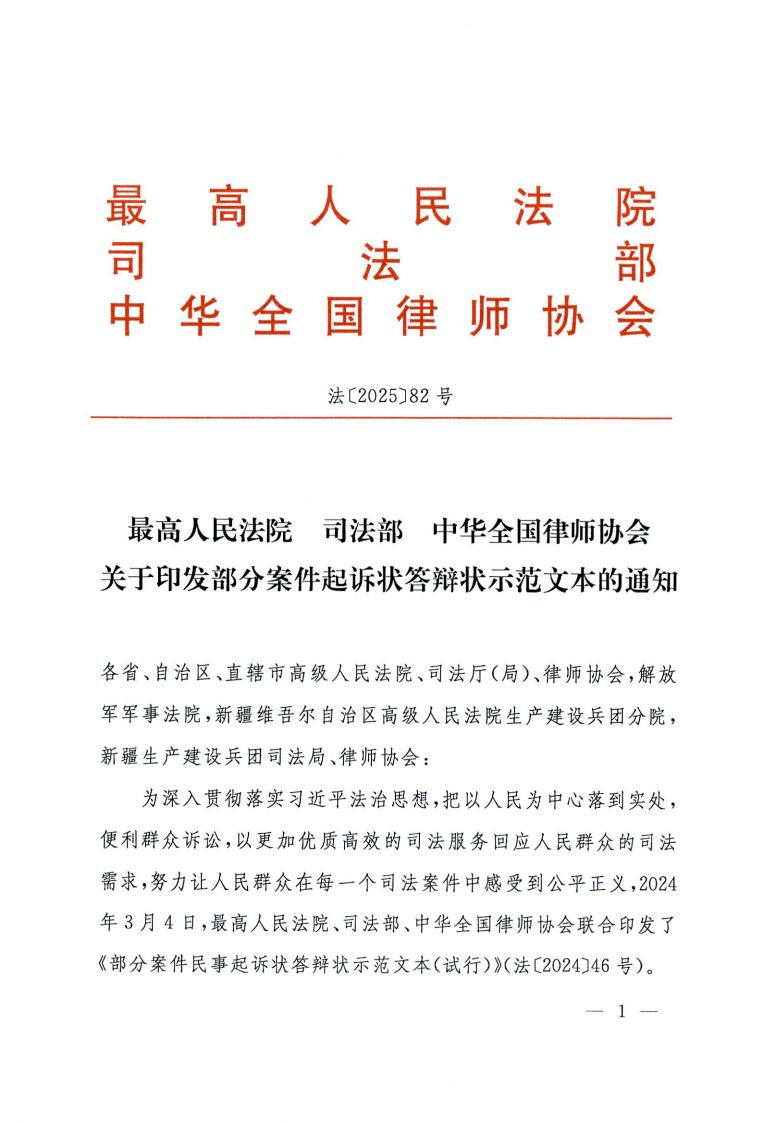 最高人民法院
司法部
中华全国律师协会
法〔2025〕82号
最高人民法院　司法部　中华全国律师协会
关于印发部分案件起诉状答辩状示范文本的通知
各省、自治区、直辖市高级人民法院、司法厅(局)、律师协会,解放
军军事法院,新疆维吾尔自治区高级人民法院生产建设兵团分院,
新疆生产建设兵团司法局、律师协会:
为深入贯彻落实习近平法治思想,把以人民为中心落到实处,
便利群众诉讼,以更加优质高效的司法服务回应人民群众的司法
需求,努力让人民群众在每一个司法案件中感受到公平正义,2024
年3月4日,最高人民法院、司法部、中华全国律师协会联合印发了
《部分案件民事起诉状答辩状示范文本(试行)》(法〔2024〕46号)。
— 1 —